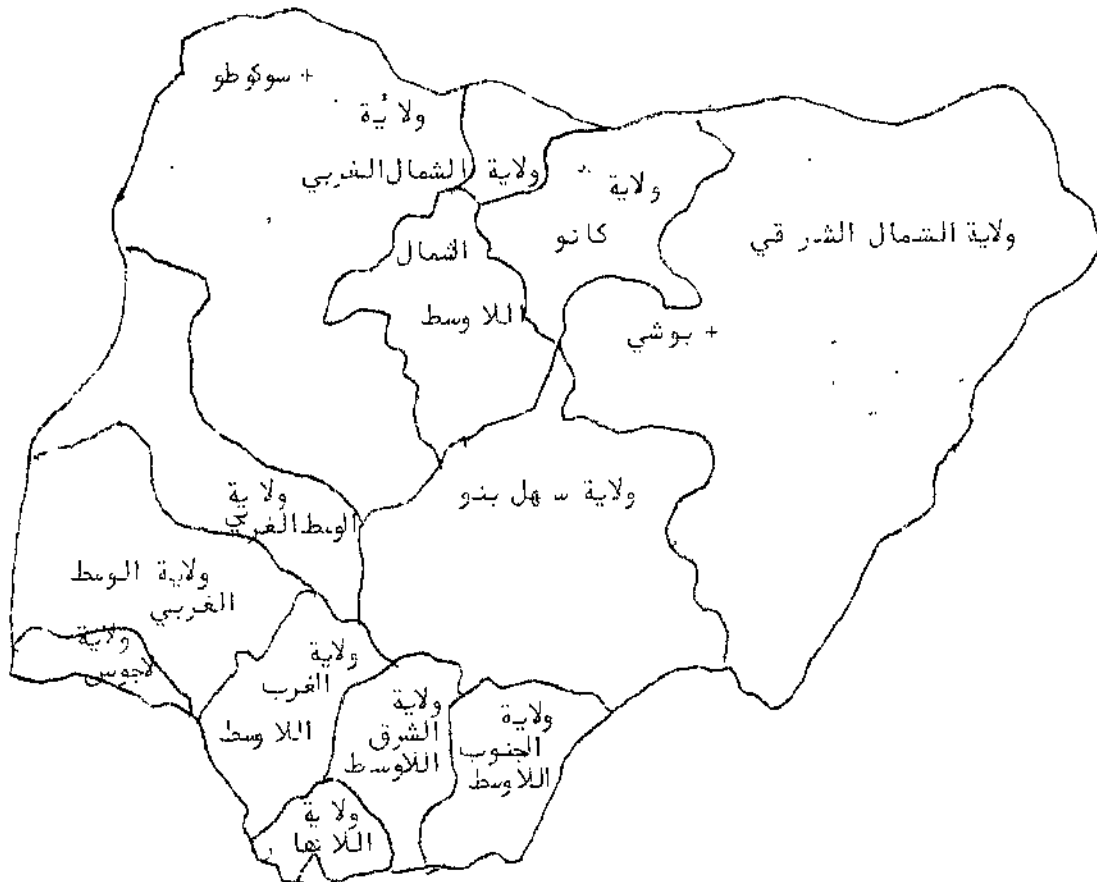 + سوكوطو
ولاية
الشمال الغربي
ولاية
ولاية
كانو
ولاية الشمال الشرقي
الشمال
اللاوسط
+ بوشي
ولاية سهل بنو
ولاية
الوسط الغربي
ولاية الوسط
الغربي
ولاية
لاجوس
ولاية
الغرب
اللاوسط
ولاية
الشرق
اللاوسط
ولاية
الجنوب
اللاوسط
ولاية
اللانها